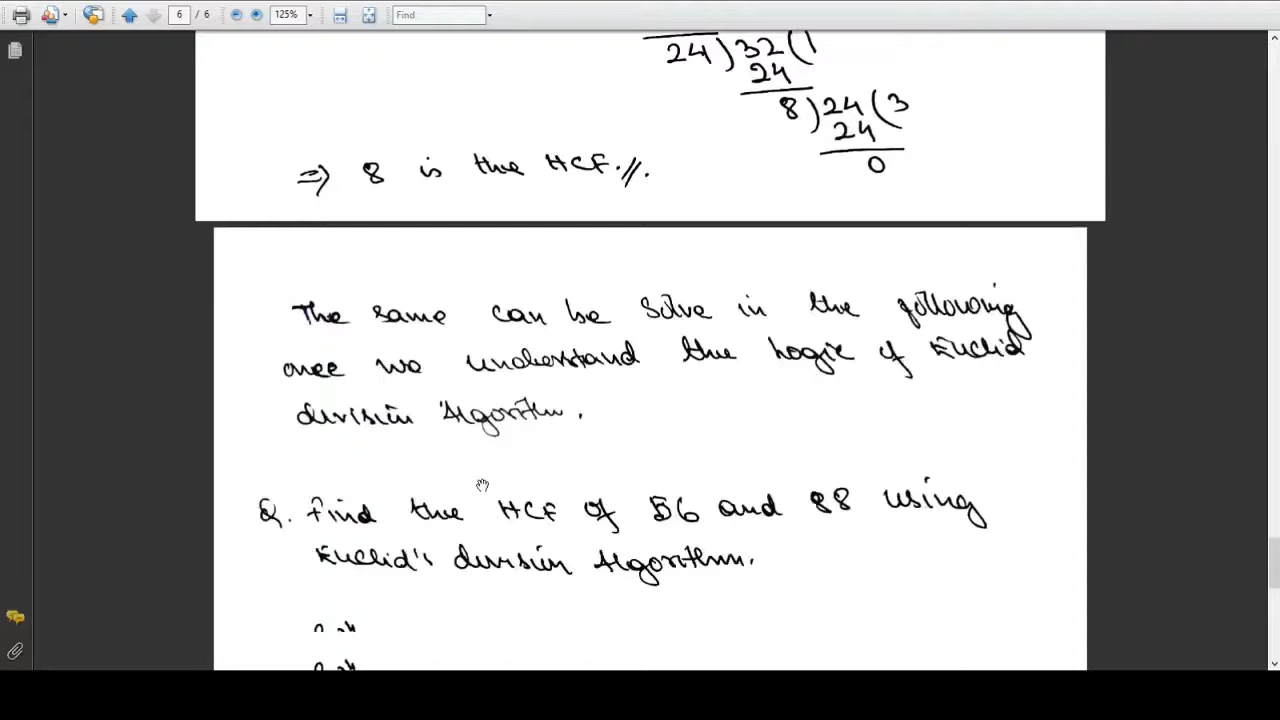 6 / 6 125% Find
24 ) 32 ( 1
24
8 ) 24 ( 3
24
0
⇒ 8 is the HCF.//.
The same can be solve in the following
once we understand the Logic of Euclid
division Algorithm.
Q. Find the HCF of 56 and 88 using
Euclid's division Algorithm.